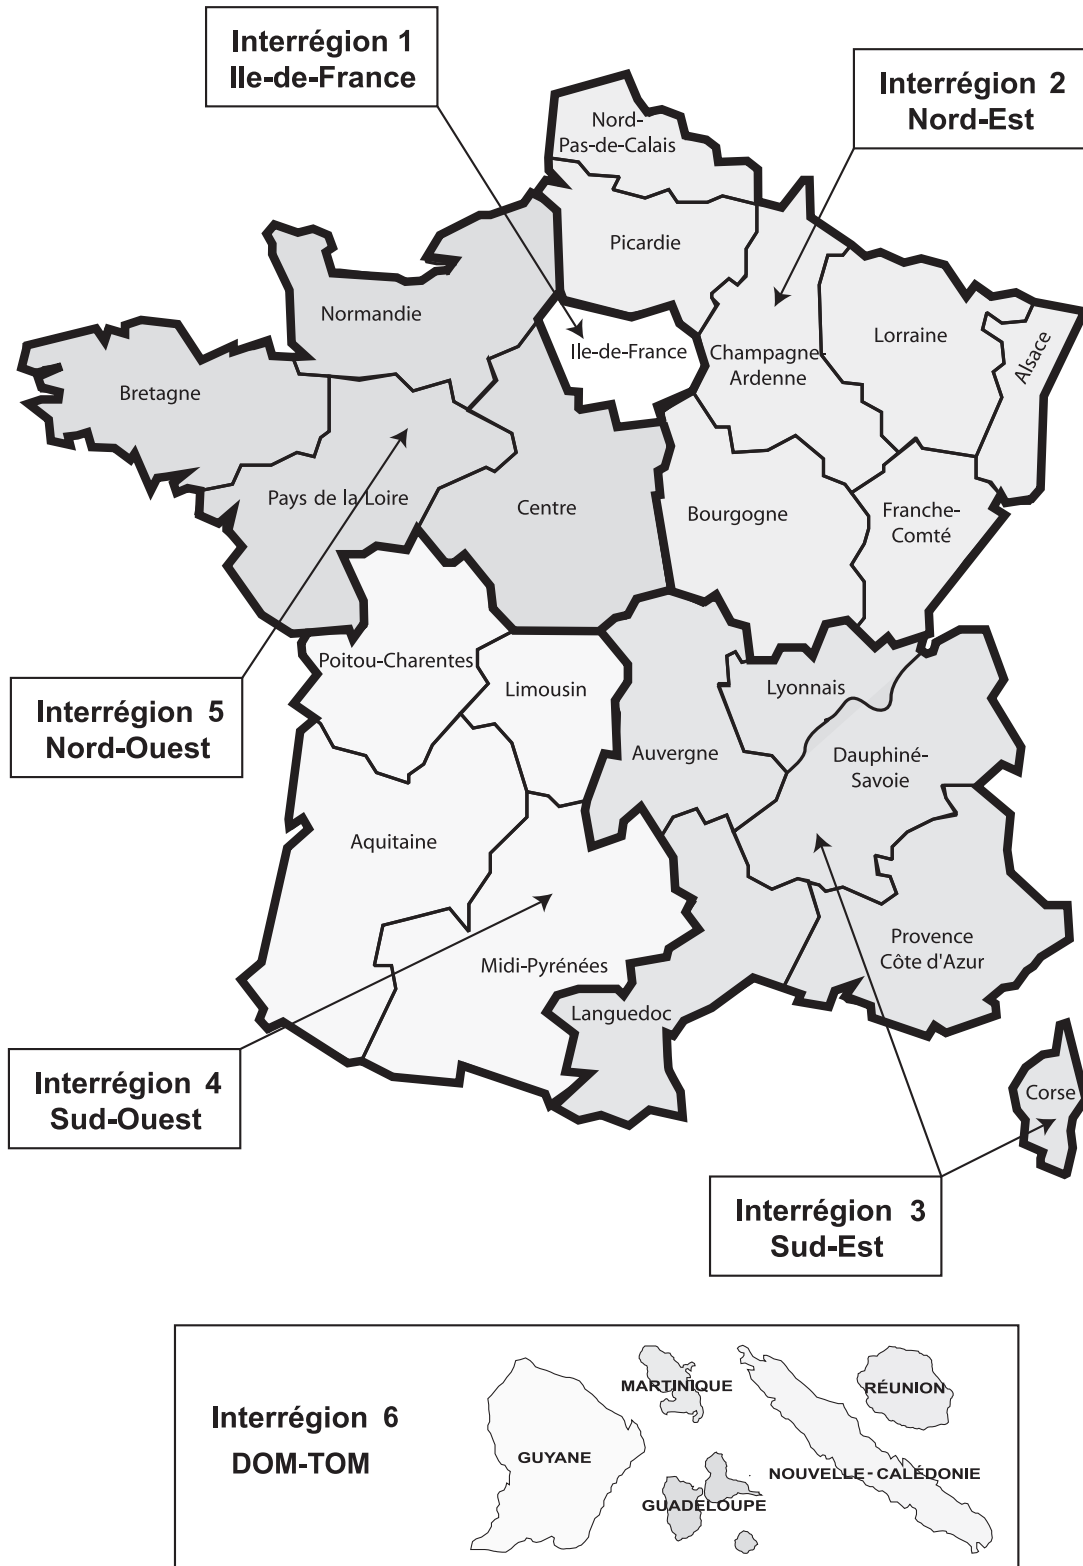 Interrégion 1
Ile-de-France
Interrégion 2
Nord-Est
Nord-
Pas-de-Calais
Picardie
Normandie
Ile-de-France
Champagne-
Ardenne
Lorraine
Alsace
Bretagne
Pays de la Loire
Centre
Bourgogne
Franche-
Comté
Poitou-Charentes
Limousin
Lyonnais
Interrégion 5
Nord-Ouest
Auvergne
Dauphiné-
Savoie
Aquitaine
Midi-Pyrénées
Provence
Côte d'Azur
Languedoc
Interrégion 4
Sud-Ouest
Corse
Interrégion 3
Sud-Est
Interrégion 6
DOM-TOM
MARTINIQUE
RÉUNION
GUYANE
NOUVELLE-CALÉDONIE
GUADELOUPE